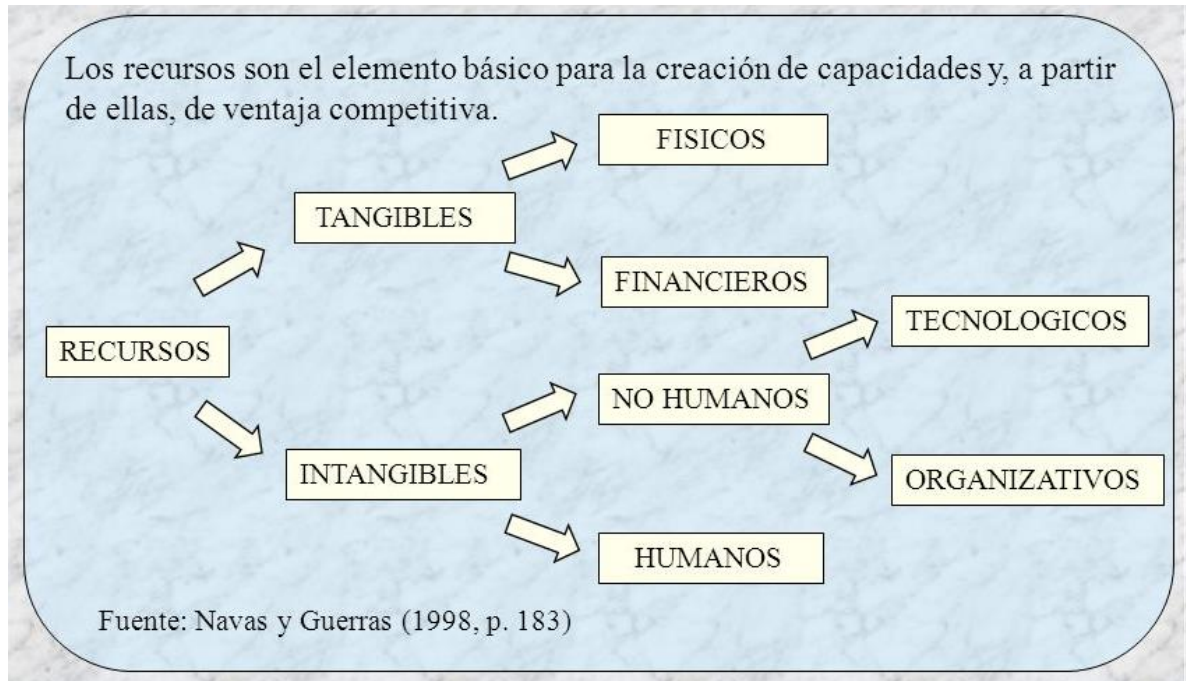 Los recursos son el elemento básico para la creación de capacidades y, a partir
de ellas, de ventaja competitiva.
FISICOS
TANGIBLES
FINANCIEROS
TECNOLOGICOS
RECURSOS
NO HUMANOS
INTANGIBLES
ORGANIZATIVOS
HUMANOS
Fuente: Navas y Guerras (1998, p. 183)